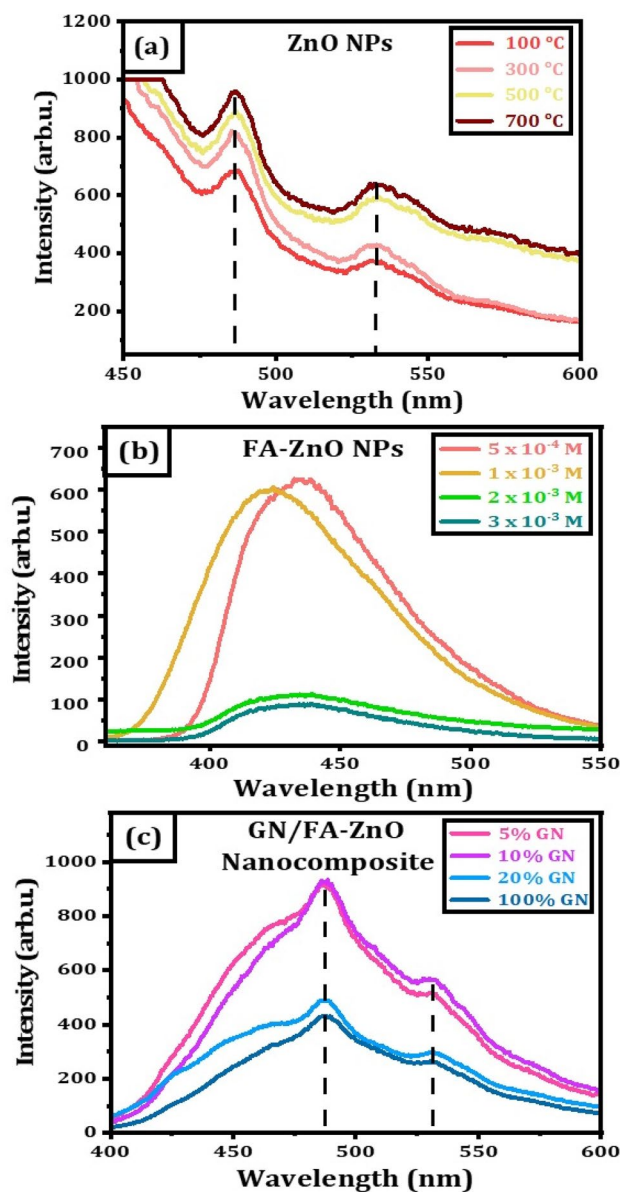 (a)
ZnO NPs
100 °C
300 °C
500 °C
700 °C
1200
1000
800
600
400
200
Intensity (arb.u.)
450
500
550
600
Wavelength (nm)
(b)
FA-ZnO NPs
5 x 10⁻⁴ M
1 x 10⁻³ M
2 x 10⁻³ M
3 x 10⁻³ M
700
600
500
400
300
200
100
0
Intensity (arb.u.)
400
450
500
550
Wavelength (nm)
(c)
GN/FA-ZnO
Nanocomposite
5% GN
10% GN
20% GN
100% GN
1000
800
600
400
200
0
Intensity (arb.u.)
400
450
500
550
600
Wavelength (nm)